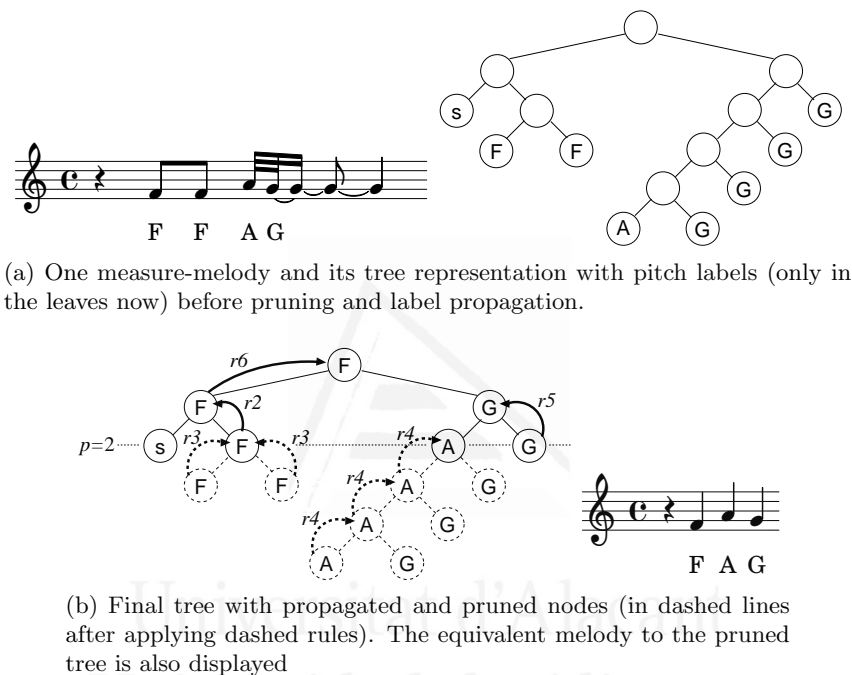 s
F
F
A
G
G
G
G
F F A G
(a) One measure-melody and its tree representation with pitch labels (only in
the leaves now) before pruning and label propagation.
r6
F
F
r2
G
r5
p=2
s
r3
F
r3
r4
A
G
F
F
r4
A
G
r4
A
G
A
G
F A G
(b) Final tree with propagated and pruned nodes (in dashed lines
after applying dashed rules). The equivalent melody to the pruned
tree is also displayed
Universitat d'Alacant